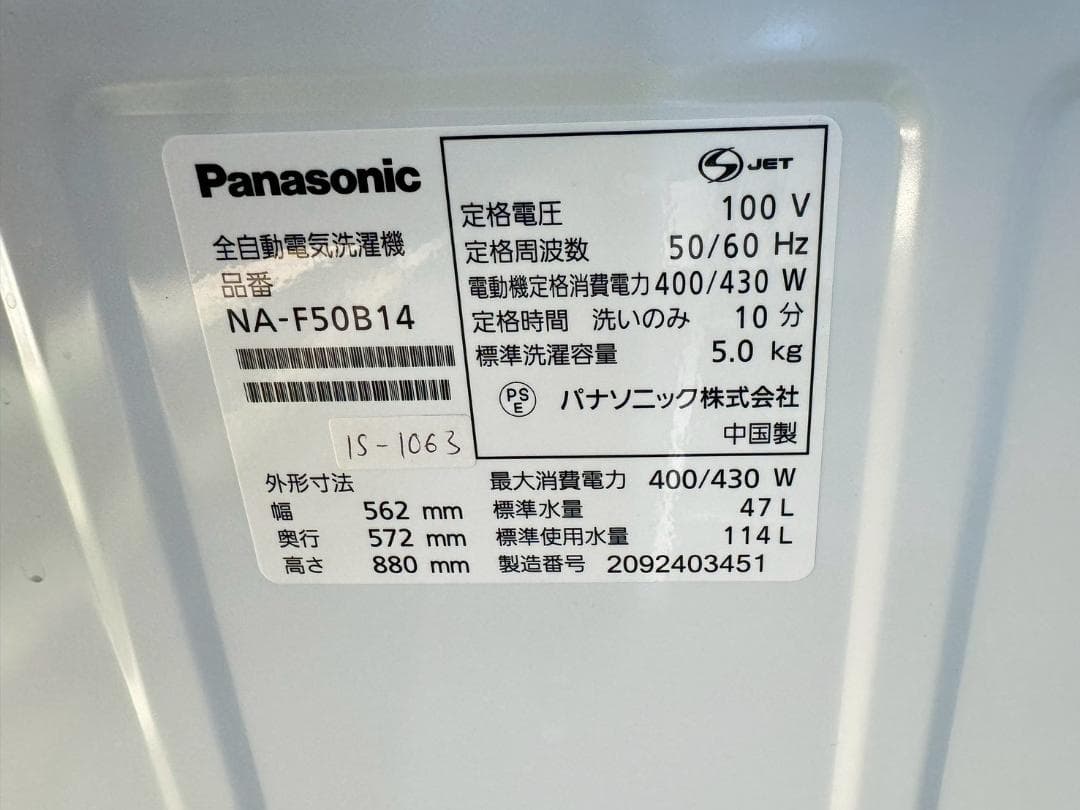 Panasonic
全自動電気洗濯機
品番
NA-F50B14
1S-1063
S JET
定格電圧 100 V
定格周波数 50/60 Hz
電動機定格消費電力 400/430 W
定格時間 洗いのみ 10 分
標準洗濯容量 5.0 kg
PS
E
パナソニック株式会社
中国製
外形寸法
幅 562 mm
奥行 572 mm
高さ 880 mm
最大消費電力 400/430 W
標準水量 47 L
標準使用水量 114 L
製造番号 2092403451